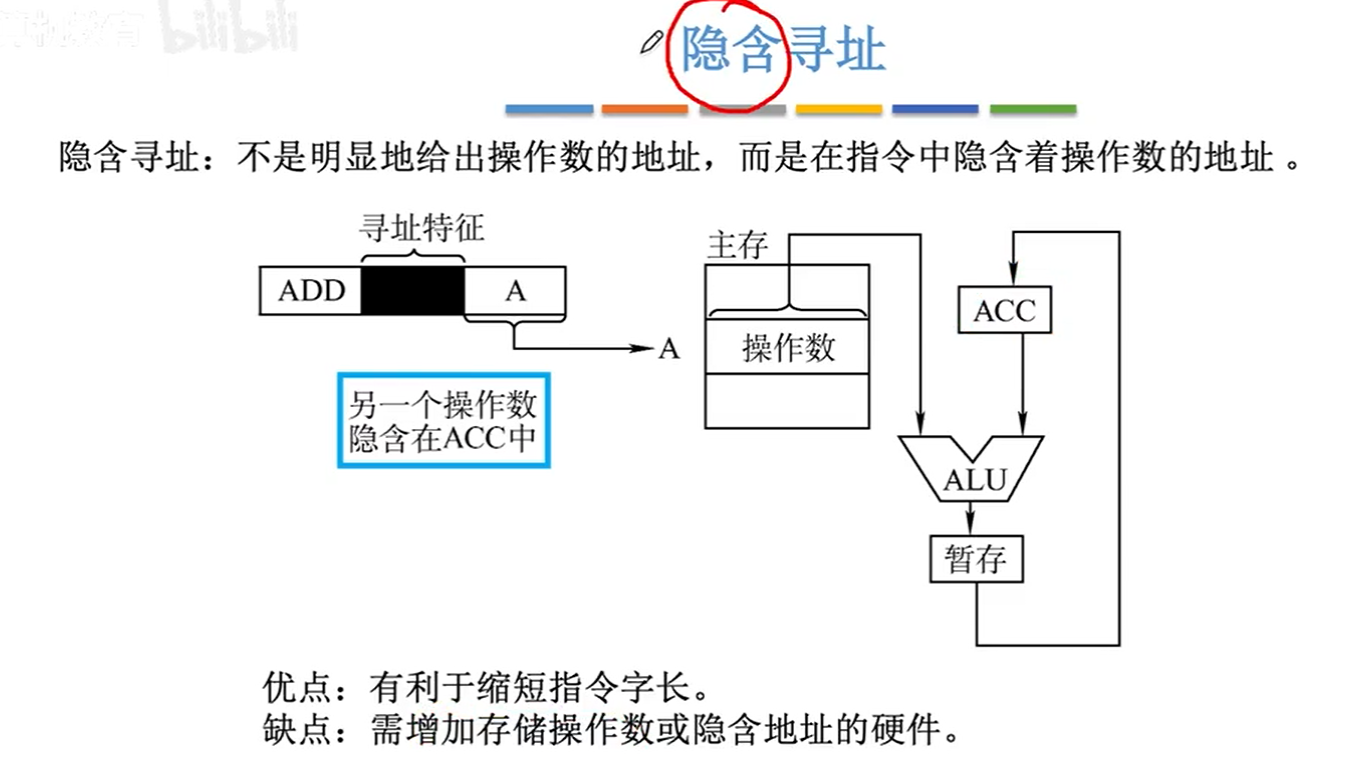 bilibili
隐含寻址
隐含寻址：不是明显地给出操作数的地址，而是在指令中隐含着操作数的地址 。
寻址特征
主存
ADD
A
ACC
A
操作数
另一个操作数
隐含在ACC中
ALU
暂存
优点：有利于缩短指令字长。
缺点：需增加存储操作数或隐含地址的硬件。